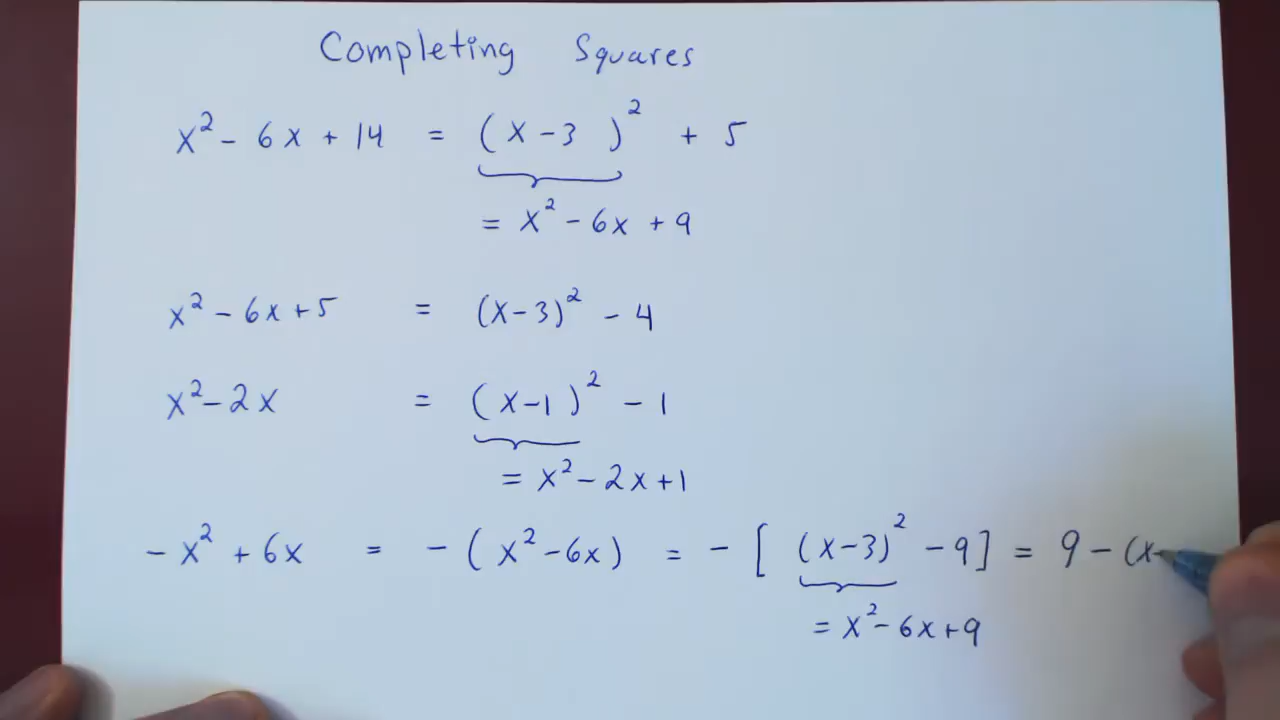 Completing Squares
x² - 6x + 14 = (x - 3 )² + 5
= x² - 6x + 9
x² - 6x + 5 = (x - 3)² - 4
x² - 2x = (x - 1)² - 1
= x² - 2x + 1
- x² + 6x = - (x² - 6x) = - [ (x - 3)² - 9] = 9 - (x -
= x² - 6x + 9